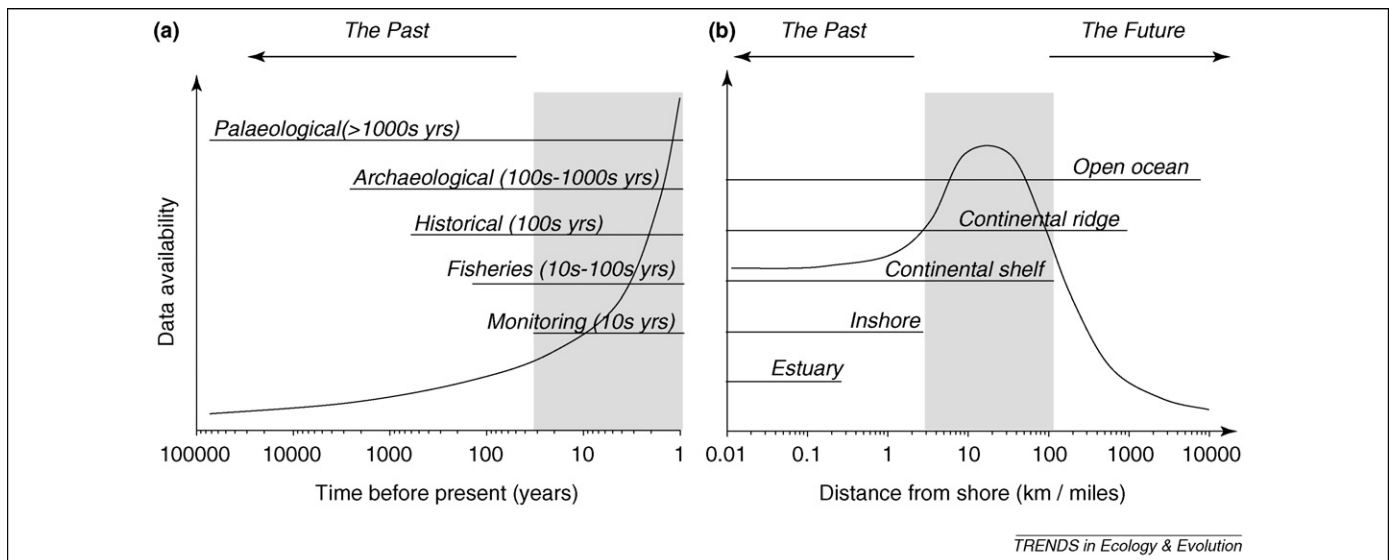 (a)
The Past
Data availability
Palaeological(>1000s yrs)
Archaeological (100s-1000s yrs)
Historical (100s yrs)
Fisheries (10s-100s yrs)
Monitoring (10s yrs)
100000 10000 1000 100 10 1
Time before present (years)
(b)
The Past
The Future
Open ocean
Continental ridge
Continental shelf
Inshore
Estuary
0.01 0.1 1 10 100 1000 10000
Distance from shore (km / miles)
TRENDS in Ecology & Evolution